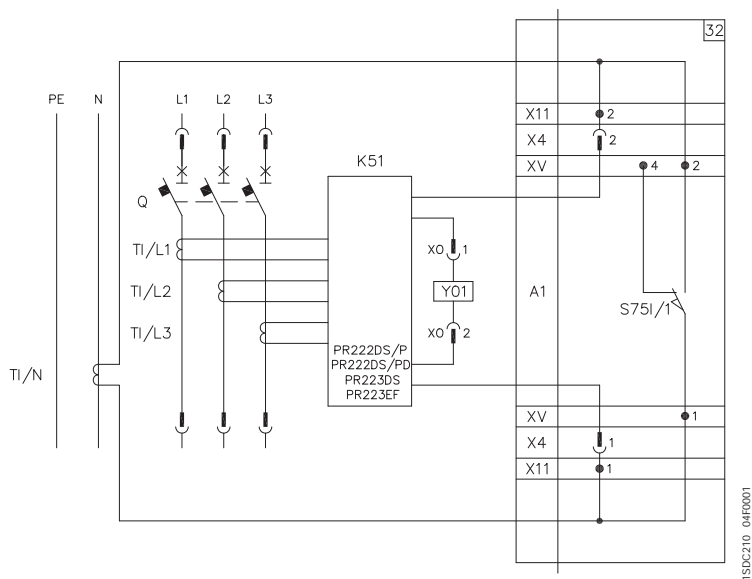 32
PE
N
L1
L2
L3
X11
2
X4
2
XV
4
2
K51
Q
TI/L1
X0
1
TI/L2
Y01
A1
S75I/1
TI/L3
X0
2
PR222DS/P
PR222DS/PD
PR223DS
PR223EF
TI/N
XV
1
X4
1
X11
1
1SDC210 04F0001